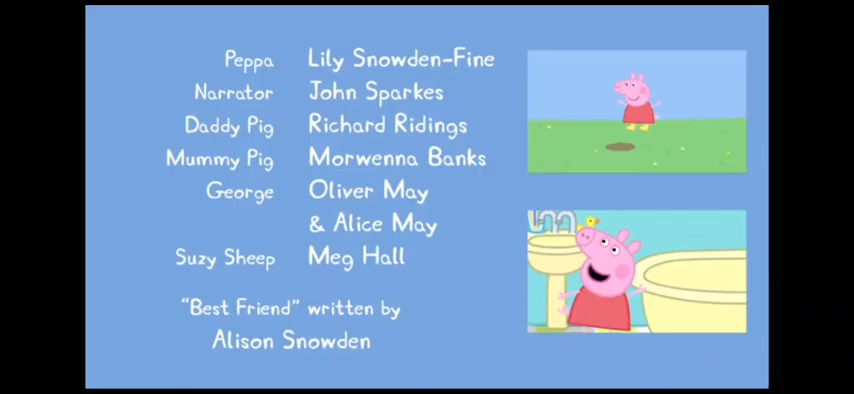 Peppa Lily Snowden-Fine
Narrator John Sparkes
Daddy Pig Richard Ridings
Mummy Pig Morwenna Banks
George Oliver May
& Alice May
Suzy Sheep Meg Hall
“Best Friend” written by
Alison Snowden